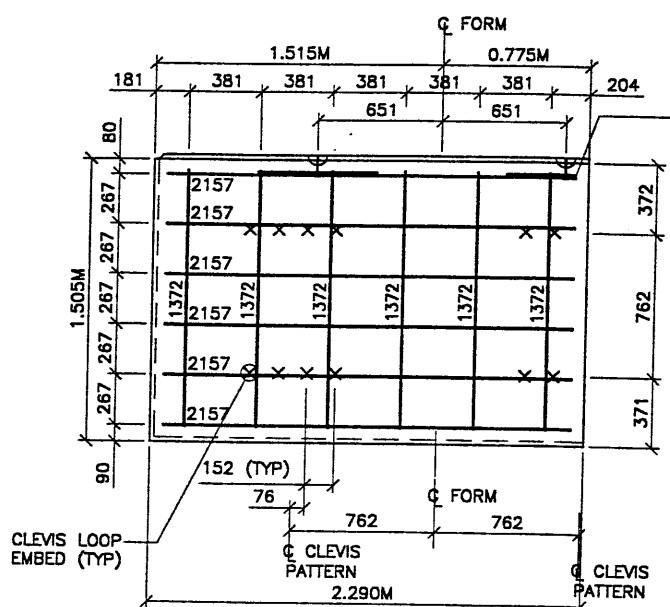 ℄ FORM
1.515M 0.775M
181 381 381 381 381 381 204
651 651
80
2157
267 372
2157
267
2157
1.505M 267 1372 1372 1372 1372 1372 1372 762
2157
267
2157
267 371
2157
90
152 (TYP)
76
℄ FORM
762 762
CLEVIS LOOP
EMBED (TYP)
℄ CLEVIS
PATTERN
℄ CLEVIS
PATTERN
2.290M